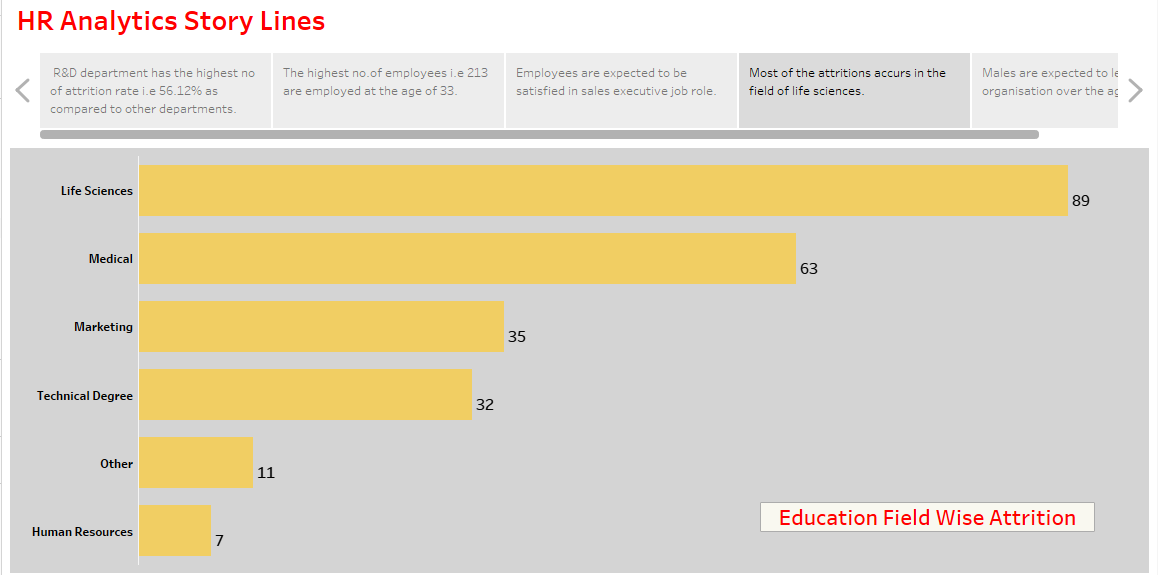 HR Analytics Story Lines
R&D department has the highest no
of attrition rate i.e 56.12% as
compared to other departments.
The highest no.of employees i.e 213
are employed at the age of 33.
Employees are expected to be
satisfied in sales executive job role.
Most of the attritions accurs in the
field of life sciences.
Males are expected to le
organisation over the ag
Life Sciences
89
Medical
63
Marketing
35
Technical Degree
32
Other
11
Human Resources
7
Education Field Wise Attrition